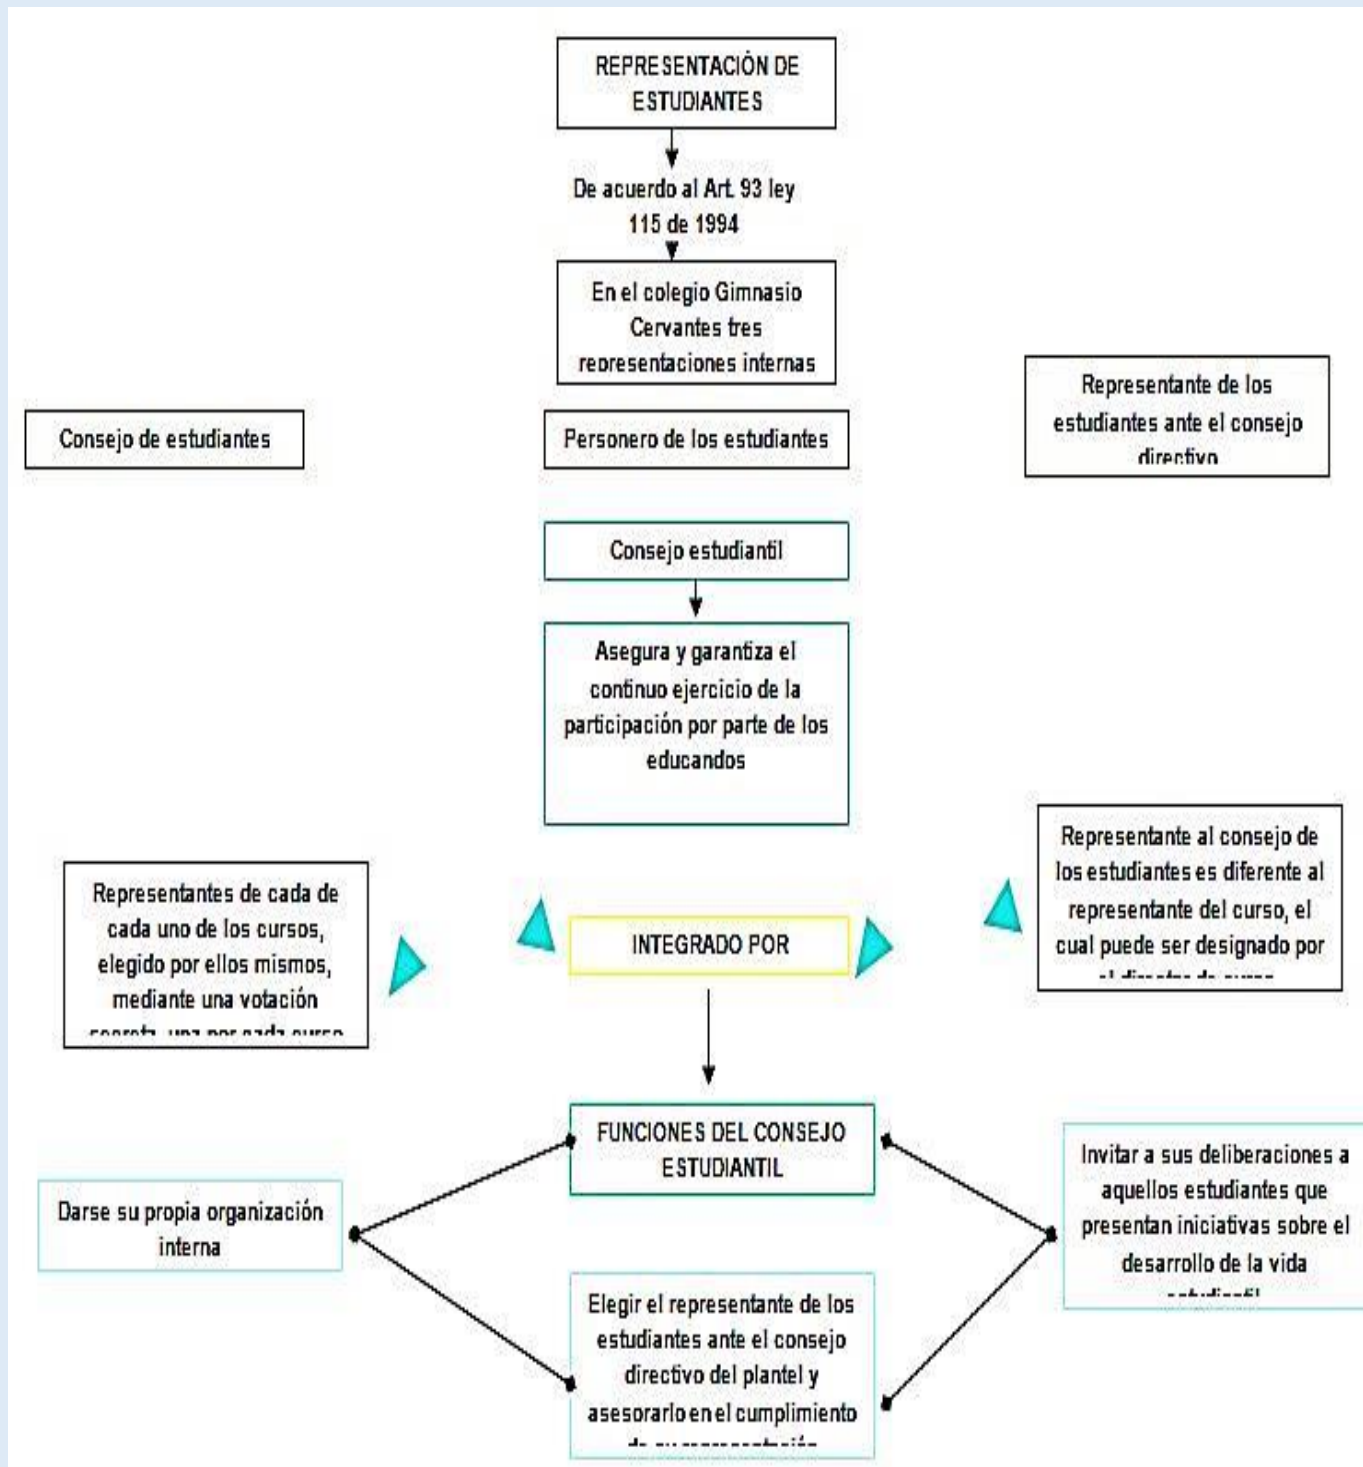 REPRESENTACIÓN DE
ESTUDIANTES
De acuerdo al Art. 93 ley
115 de 1994
En el colegio Gimnasio
Cervantes tres
representaciones internas
Consejo de estudiantes
Personero de los estudiantes
Representante de los
estudiantes ante el consejo
directivo
Consejo estudiantil
Asegura y garantiza el
continuo ejercicio de la
participación por parte de los
educandos
Representantes de cada de
cada uno de los cursos,
elegido por ellos mismos,
mediante una votación
INTEGRADO POR
Representante al consejo de
los estudiantes es diferente al
representante del curso, el
cual puede ser designado por
FUNCIONES DEL CONSEJO
ESTUDIANTIL
Darse su propia organización
interna
Elegir el representante de los
estudiantes ante el consejo
directivo del plantel y
asesorarlo en el cumplimiento
Invitar a sus deliberaciones a
aquellos estudiantes que
presentan iniciativas sobre el
desarrollo de la vida